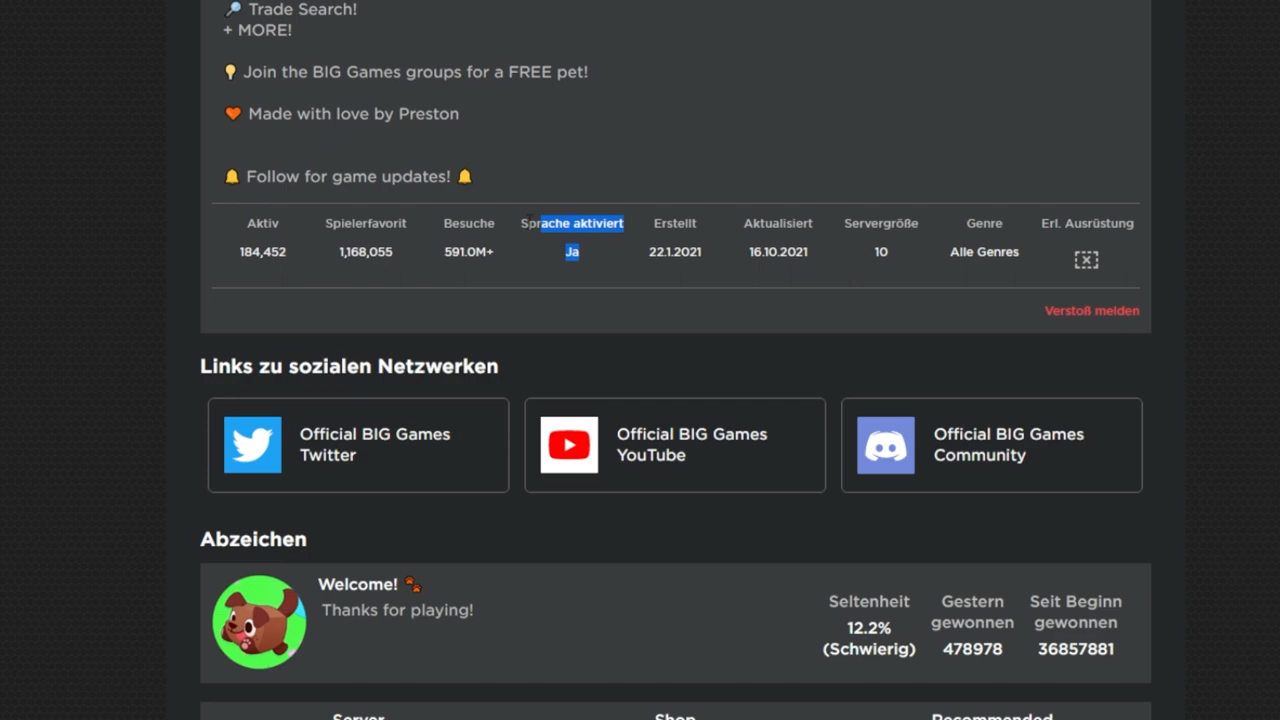 Trade Search!
+ MORE!
Join the BIG Games groups for a FREE pet!
Made with love by Preston
Follow for game updates!
Aktiv Spielerfavorit Besuche Sprache aktiviert Erstellt Aktualisiert Servergröße Genre Erl. Ausrüstung
184,452 1,168,055 591.0M+ Ja 22.1.2021 16.10.2021 10 Alle Genres
Verstoß melden
Links zu sozialen Netzwerken
Official BIG Games
Twitter
Official BIG Games
YouTube
Official BIG Games
Community
Abzeichen
Welcome!
Thanks for playing!
Seltenheit
12.2%
(Schwierig)
Gestern
gewonnen
478978
Seit Beginn
gewonnen
36857881
Server Shop Recommended